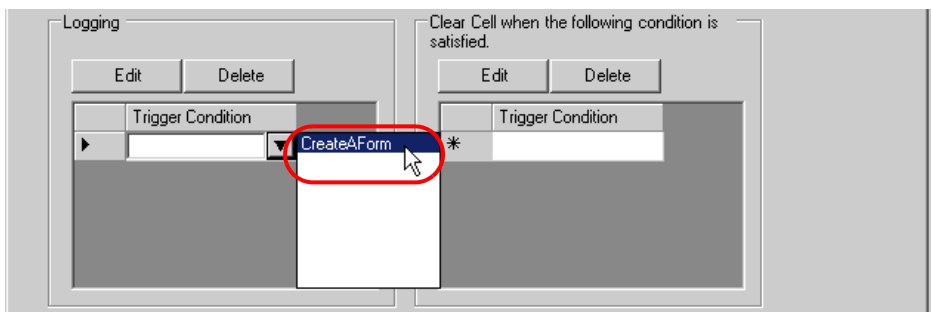 Logging
Edit Delete
Trigger Condition
CreateAForm
Clear Cell when the following condition is
satisfied.
Edit Delete
Trigger Condition
*